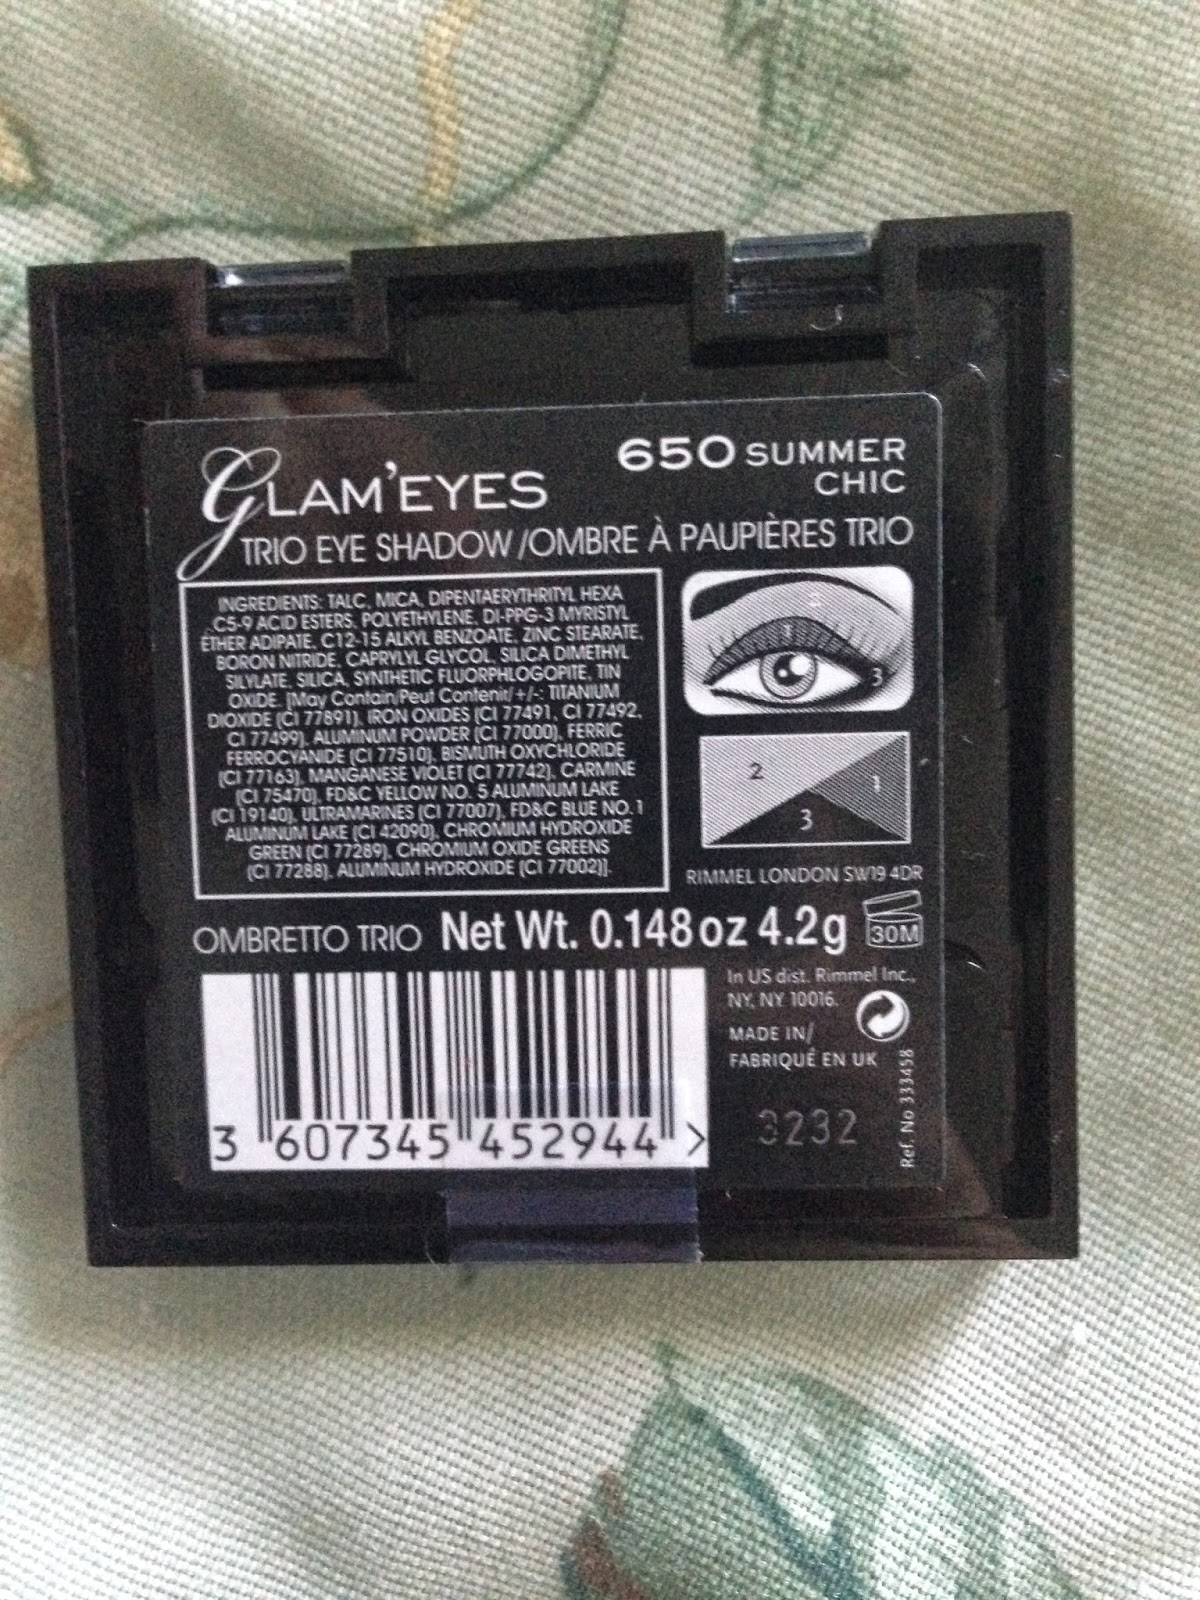 650 SUMMER
CHIC
GLAM'EYES
TRIO EYE SHADOW/OMBRE À PAUPIÈRES TRIO
INGREDIENTS: TALC, MICA, DIPENTAERYTHRITYL HEXA
C5-9 ACID ESTERS, POLYETHYLENE, DI-PPG-3 MYRISTYL
ETHER ADIPATE, C12-15 ALKYL BENZOATE, ZINC STEARATE,
BORON NITRIDE, CAPRYLYL GLYCOL, SILICA DIMETHYL
SILYLATE, SILICA, SYNTHETIC FLUORPHLOGOPITE, TIN
OXIDE. [May Contain/Peut Contenir/+/-: TITANIUM
DIOXIDE (CI 77891), IRON OXIDES (CI 77491, CI 77492,
CI 77499), ALUMINUM POWDER (CI 77000), FERRIC
FERROCYANIDE (CI 77510), BISMUTH OXYCHLORIDE
(CI 77163), MANGANESE VIOLET (CI 77742), CARMINE
(CI 75470), FD&C YELLOW NO. 5 ALUMINUM LAKE
(CI 19140), ULTRAMARINES (CI 77007), FD&C BLUE NO. 1
ALUMINUM LAKE (CI 42090), CHROMIUM HYDROXIDE
GREEN (CI 77289), CHROMIUM OXIDE GREENS
(CI 77288), ALUMINUM HYDROXIDE (CI 77002)].
2
1
3
2
1
3
RIMMEL LONDON SW19 4DR
OMBRETTO TRIO Net Wt. 0.148oz 4.2g
30M
In US dist. Rimmel Inc.,
NY, NY 10016.
MADE IN/
FABRIQUÉ EN UK
3232
Ref. No 333458
3 607345 452944 >